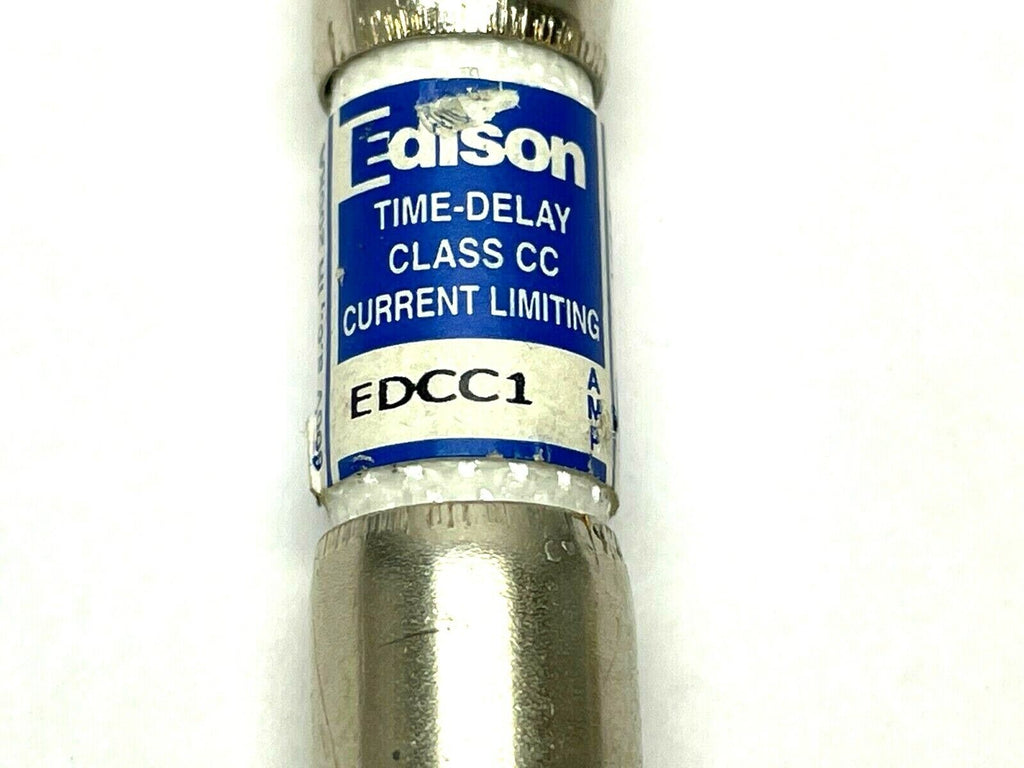 Edison
TIME-DELAY
CLASS CC
CURRENT LIMITING
EDCC1
AMP